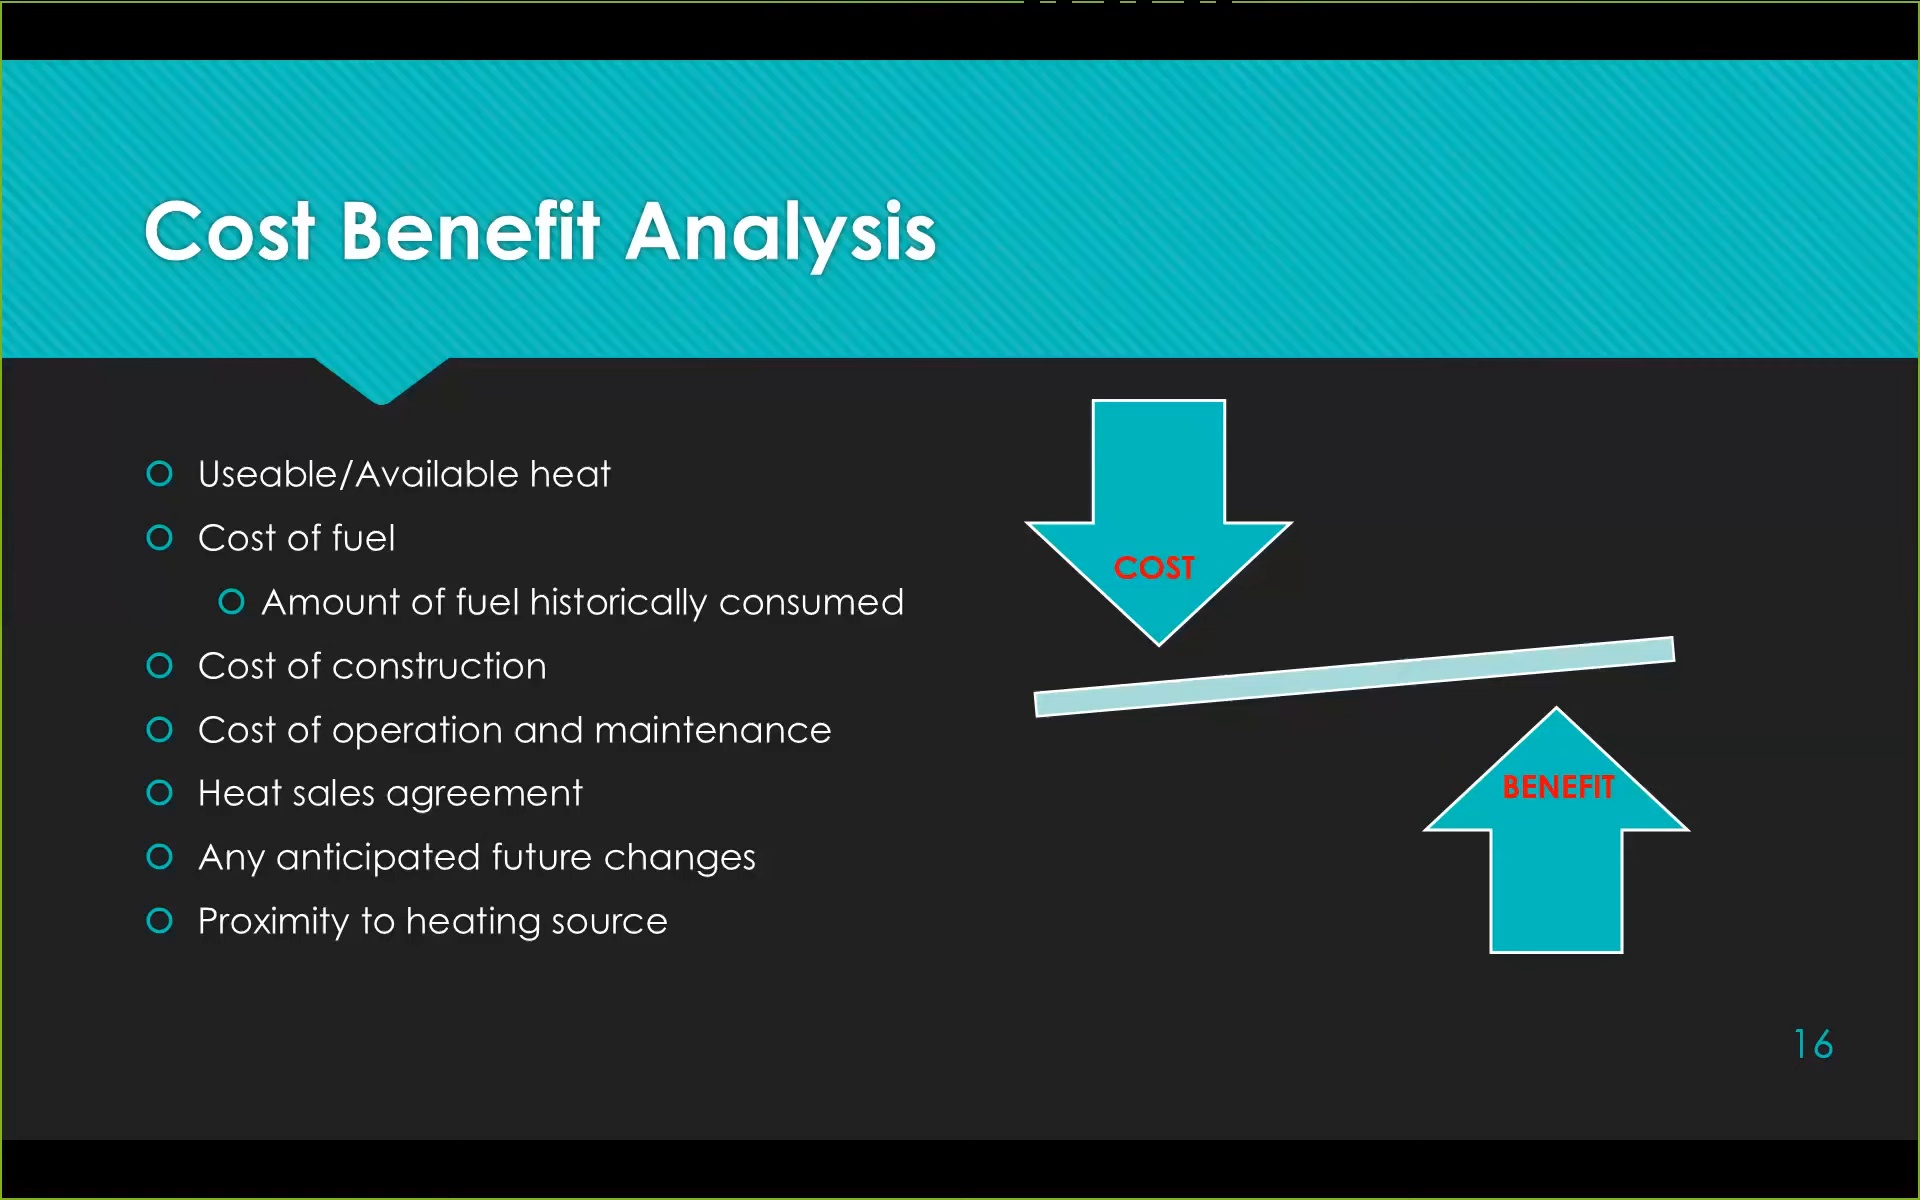 Cost Benefit Analysis
Useable/Available heat
Cost of fuel
Amount of fuel historically consumed
Cost of construction
Cost of operation and maintenance
Heat sales agreement
Any anticipated future changes
Proximity to heating source
COST
BENEFIT
16